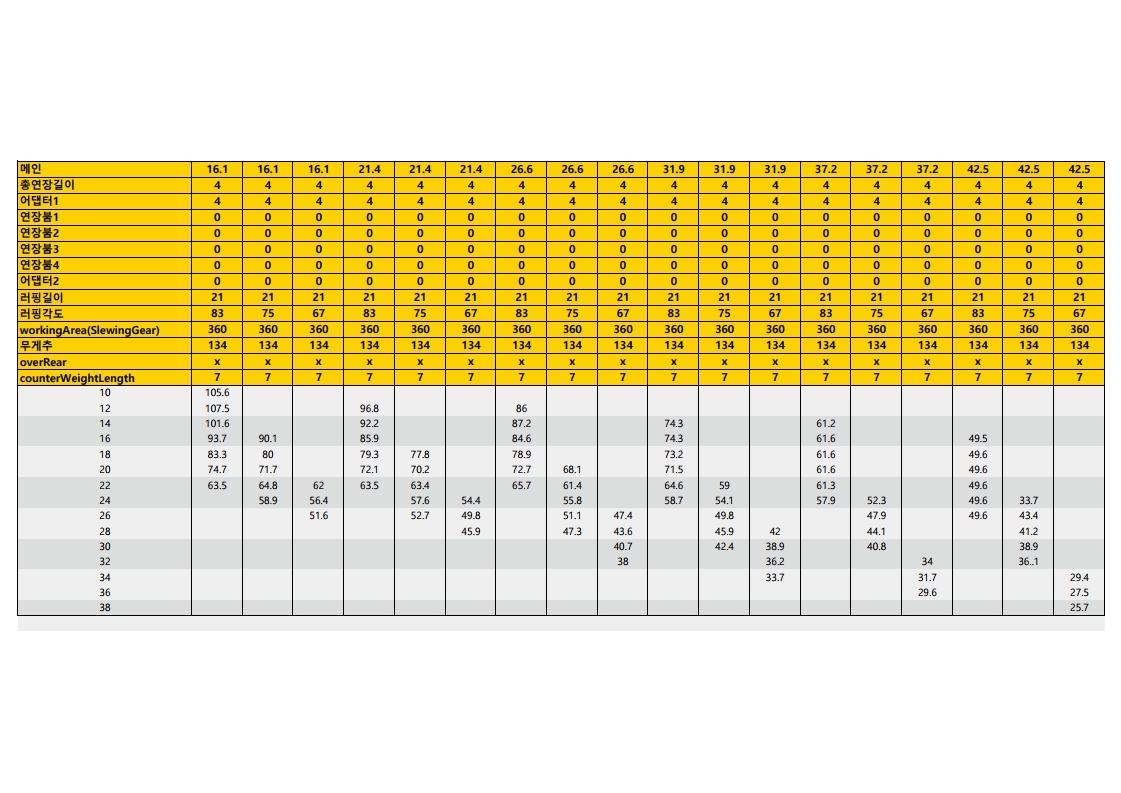 메인 16.1 16.1 16.1 21.4 21.4 21.4 26.6 26.6 26.6 31.9 31.9 31.9 37.2 37.2 37.2 42.5 42.5 42.5
총연장길이 4 4 4 4 4 4 4 4 4 4 4 4 4 4 4 4 4 4
어댑터1 4 4 4 4 4 4 4 4 4 4 4 4 4 4 4 4 4 4
연장붐1 0 0 0 0 0 0 0 0 0 0 0 0 0 0 0 0 0 0
연장붐2 0 0 0 0 0 0 0 0 0 0 0 0 0 0 0 0 0 0
연장붐3 0 0 0 0 0 0 0 0 0 0 0 0 0 0 0 0 0 0
연장붐4 0 0 0 0 0 0 0 0 0 0 0 0 0 0 0 0 0 0
어댑터2 0 0 0 0 0 0 0 0 0 0 0 0 0 0 0 0 0 0
러핑길이 21 21 21 21 21 21 21 21 21 21 21 21 21 21 21 21 21 21
러핑각도 83 75 67 83 75 67 83 75 67 83 75 67 83 75 67 83 75 67
workingArea(SlewingGear) 360 360 360 360 360 360 360 360 360 360 360 360 360 360 360 360 360 360
무게추 134 134 134 134 134 134 134 134 134 134 134 134 134 134 134 134 134 134
overRear x x x x x x x x x x x x x x x x x x
counterWeightLength 7 7 7 7 7 7 7 7 7 7 7 7 7 7 7 7 7 7
10 105.6
12 107.5 96.8 86
14 101.6 92.2 87.2 74.3 61.2
16 93.7 90.1 85.9 84.6 74.3 61.6 49.5
18 83.3 80 79.3 77.8 78.9 73.2 61.6 49.6
20 74.7 71.7 72.1 70.2 72.7 68.1 71.5 61.6 49.6
22 63.5 64.8 62 63.5 63.4 65.7 61.4 64.6 59 61.3 49.6
24 58.9 56.4 57.6 54.4 55.8 58.7 54.1 57.9 52.3 49.6 33.7
26 51.6 52.7 49.8 51.1 47.4 49.8 47.9 49.6 43.4
28 45.9 47.3 43.6 45.9 42 44.1 41.2
30 40.7 42.4 38.9 40.8 38.9
32 38 36.2 34 36..1
34 33.7 31.7 29.4
36 29.6 27.5
38 25.7